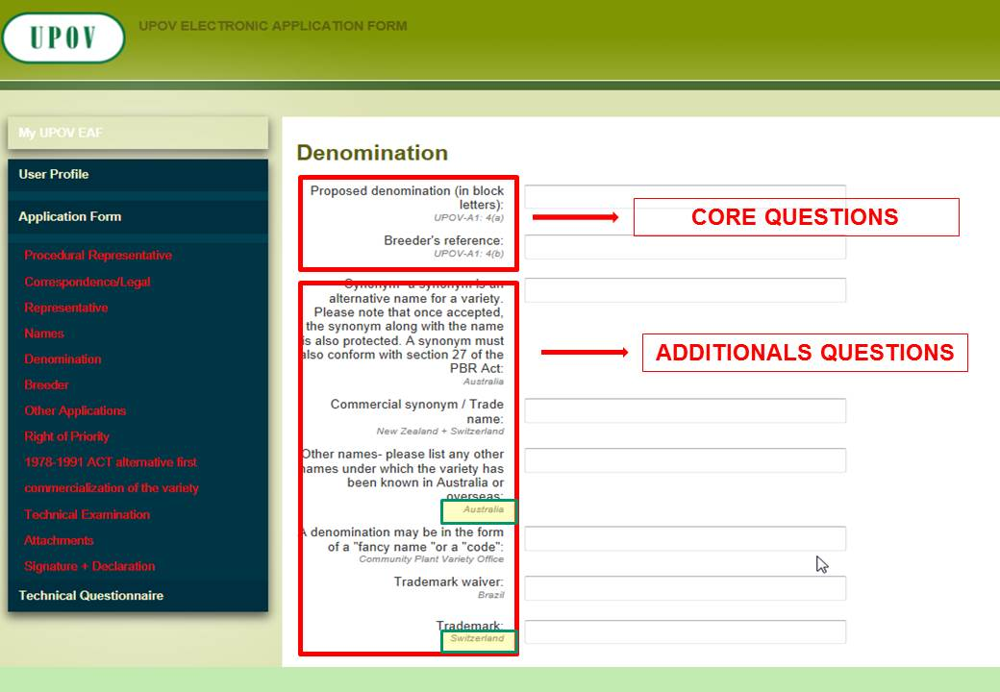 UPOV
UPOV ELECTRONIC APPLICATION FORM
My UPOV EAF
User Profile
Application Form
Procedural Representative
Correspondence/Legal
Representative
Names
Denomination
Breeder
Other Applications
Right of Priority
1978-1991 ACT alternative first
commercialization of the variety
Technical Examination
Attachments
Signature + Declaration
Technical Questionnaire
Denomination
Proposed denomination (in block
letters):
UPOV-A1: 4(a)
CORE QUESTIONS
Breeder's reference:
UPOV-A1: 4(b)
Synonym- a synonym is an
alternative name for a variety.
Please note that once accepted,
the synonym along with the name
is also protected. A synonym must
also conform with section 27 of the
PBR Act:
Australia
ADDITIONALS QUESTIONS
Commercial synonym / Trade
name:
New Zealand + Switzerland
Other names- please list any other
names under which the variety has
been known in Australia or
overseas:
Australia
A denomination may be in the form
of a "fancy name "or a "code":
Community Plant Variety Office
Trademark waiver:
Brazil
Trademark:
Switzerland